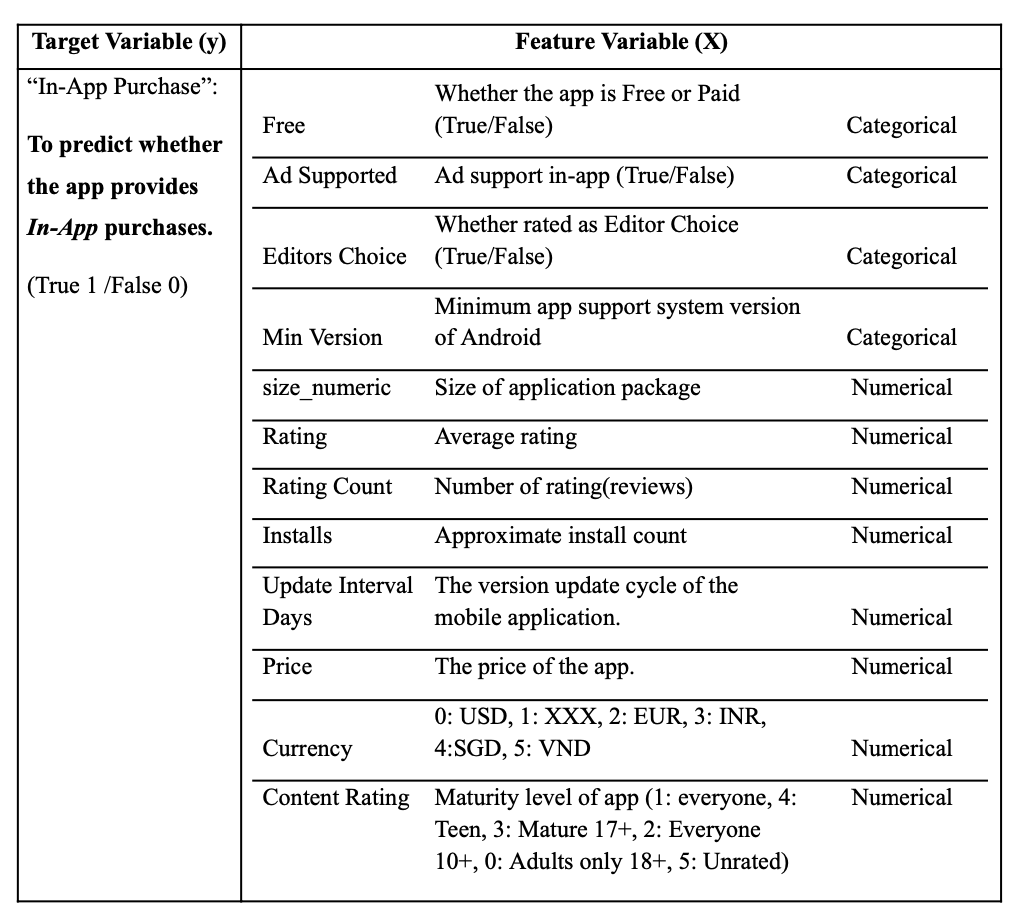 Target Variable (y) Feature Variable (X)
“In-App Purchase”:
To predict whether
the app provides
In-App purchases.
(True 1 /False 0)
Whether the app is Free or Paid
Free (True/False) Categorical
Ad Supported Ad support in-app (True/False) Categorical
Whether rated as Editor Choice
Editors Choice (True/False) Categorical
Minimum app support system version
Min Version of Android Categorical
size_numeric Size of application package Numerical
Rating Average rating Numerical
Rating Count Number of rating(reviews) Numerical
Installs Approximate install count Numerical
Update Interval The version update cycle of the
Days mobile application. Numerical
Price The price of the app. Numerical
0: USD, 1: XXX, 2: EUR, 3: INR,
Currency 4:SGD, 5: VND Numerical
Content Rating Maturity level of app (1: everyone, 4: Numerical
Teen, 3: Mature 17+, 2: Everyone
10+, 0: Adults only 18+, 5: Unrated)